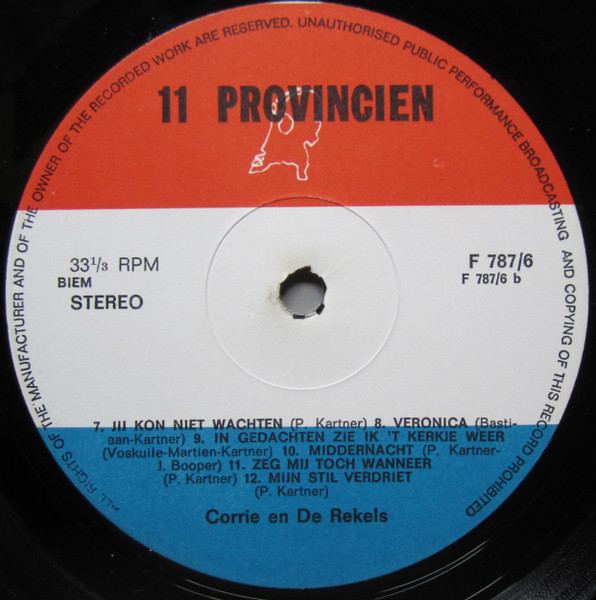 ALL RIGHTS OF THE MANUFACTURER AND OF THE OWNER OF THE RECORDED WORK ARE RESERVED. UNAUTHORISED PUBLIC PERFORMANCE BROADCASTING AND COPYING OF THIS RECORD PROHIBITED
11 PROVINCIEN
33 1/3 RPM
BIEM
STEREO
F 787/6
F 787/6 b
7. JIJ KON NIET WACHTEN (P. Kartner) 8. VERONICA (Basti-
aan-Kartner) 9. IN GEDACHTEN ZIE IK 'T KERKJE WEER
(Voskuile-Martien-Kartner) 10. MIDDERNACHT (P. Kartner-
J. Booper) 11. ZEG MIJ TOCH WANNEER
(P. Kartner) 12. MIJN STIL VERDRIET
(P. Kartner)
Corrie en De Rekels